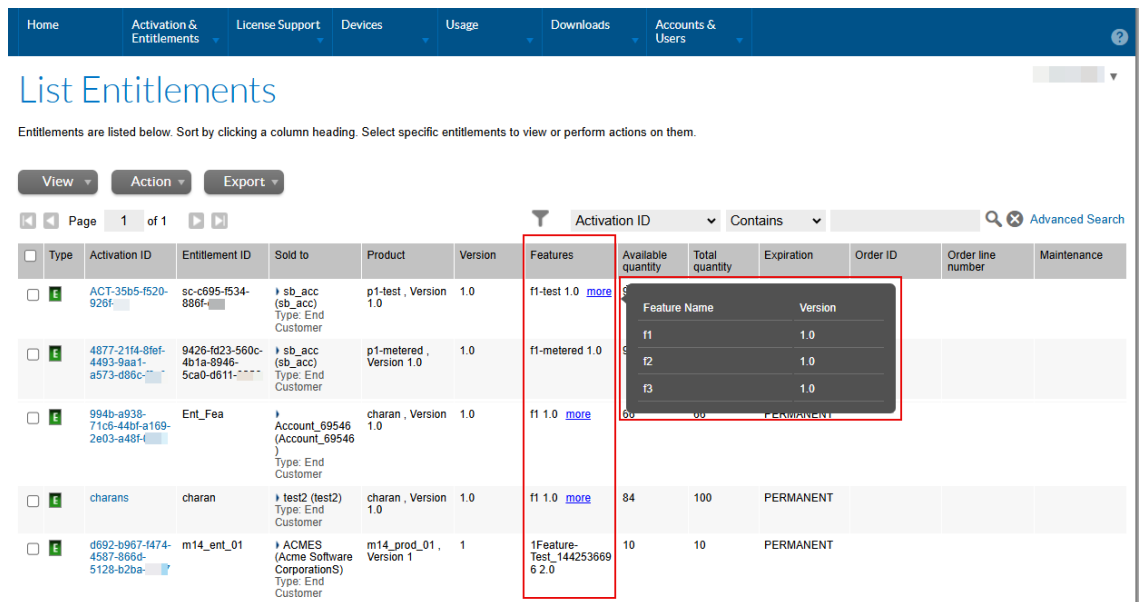 Home
Activation &
Entitlements
License Support
Devices
Usage
Downloads
Accounts &
Users
?
List Entitlements
Entitlements are listed below. Sort by clicking a column heading. Select specific entitlements to view or perform actions on them.
View
Action
Export
Page 1 of 1
Activation ID
Contains
Advanced Search
Type
Activation ID
Entitlement ID
Sold to
Product
Version
Features
Available
quantity
Total
quantity
Expiration
Order ID
Order line
number
Maintenance
E
ACT-35b5-f520-
926f-
sc-c695-f534-
886f-
sb_acc
(sb_acc)
Type: End
Customer
p1-test , Version
1.0
1.0
f1-test 1.0 more
Feature Name Version
f1 1.0
f2 1.0
f3 1.0
E
4877-21f4-8fef-
4493-9aa1-
a573-d86c-
9426-fd23-560c-
4b1a-8946-
5ca0-d611-
sb_acc
(sb_acc)
Type: End
Customer
p1-metered ,
Version 1.0
1.0
f1-metered 1.0
E
994b-a938-
71c6-44bf-a169-
2e03-a48f-
Ent_Fea
Account_69546
(Account_69546
)
Type: End
Customer
charan , Version
1.0
1.0
f1 1.0 more
PERMANENT
E
charans
charan
test2 (test2)
Type: End
Customer
charan , Version
1.0
1.0
f1 1.0 more
84
100
PERMANENT
E
d692-b967-f474-
4587-866d-
5128-b2ba-
m14_ent_01
ACMES
(Acme Software
CorporationS)
Type: End
Customer
m14_prod_01 ,
Version 1
1
1Feature-
Test_144253669
6 2.0
10
10
PERMANENT